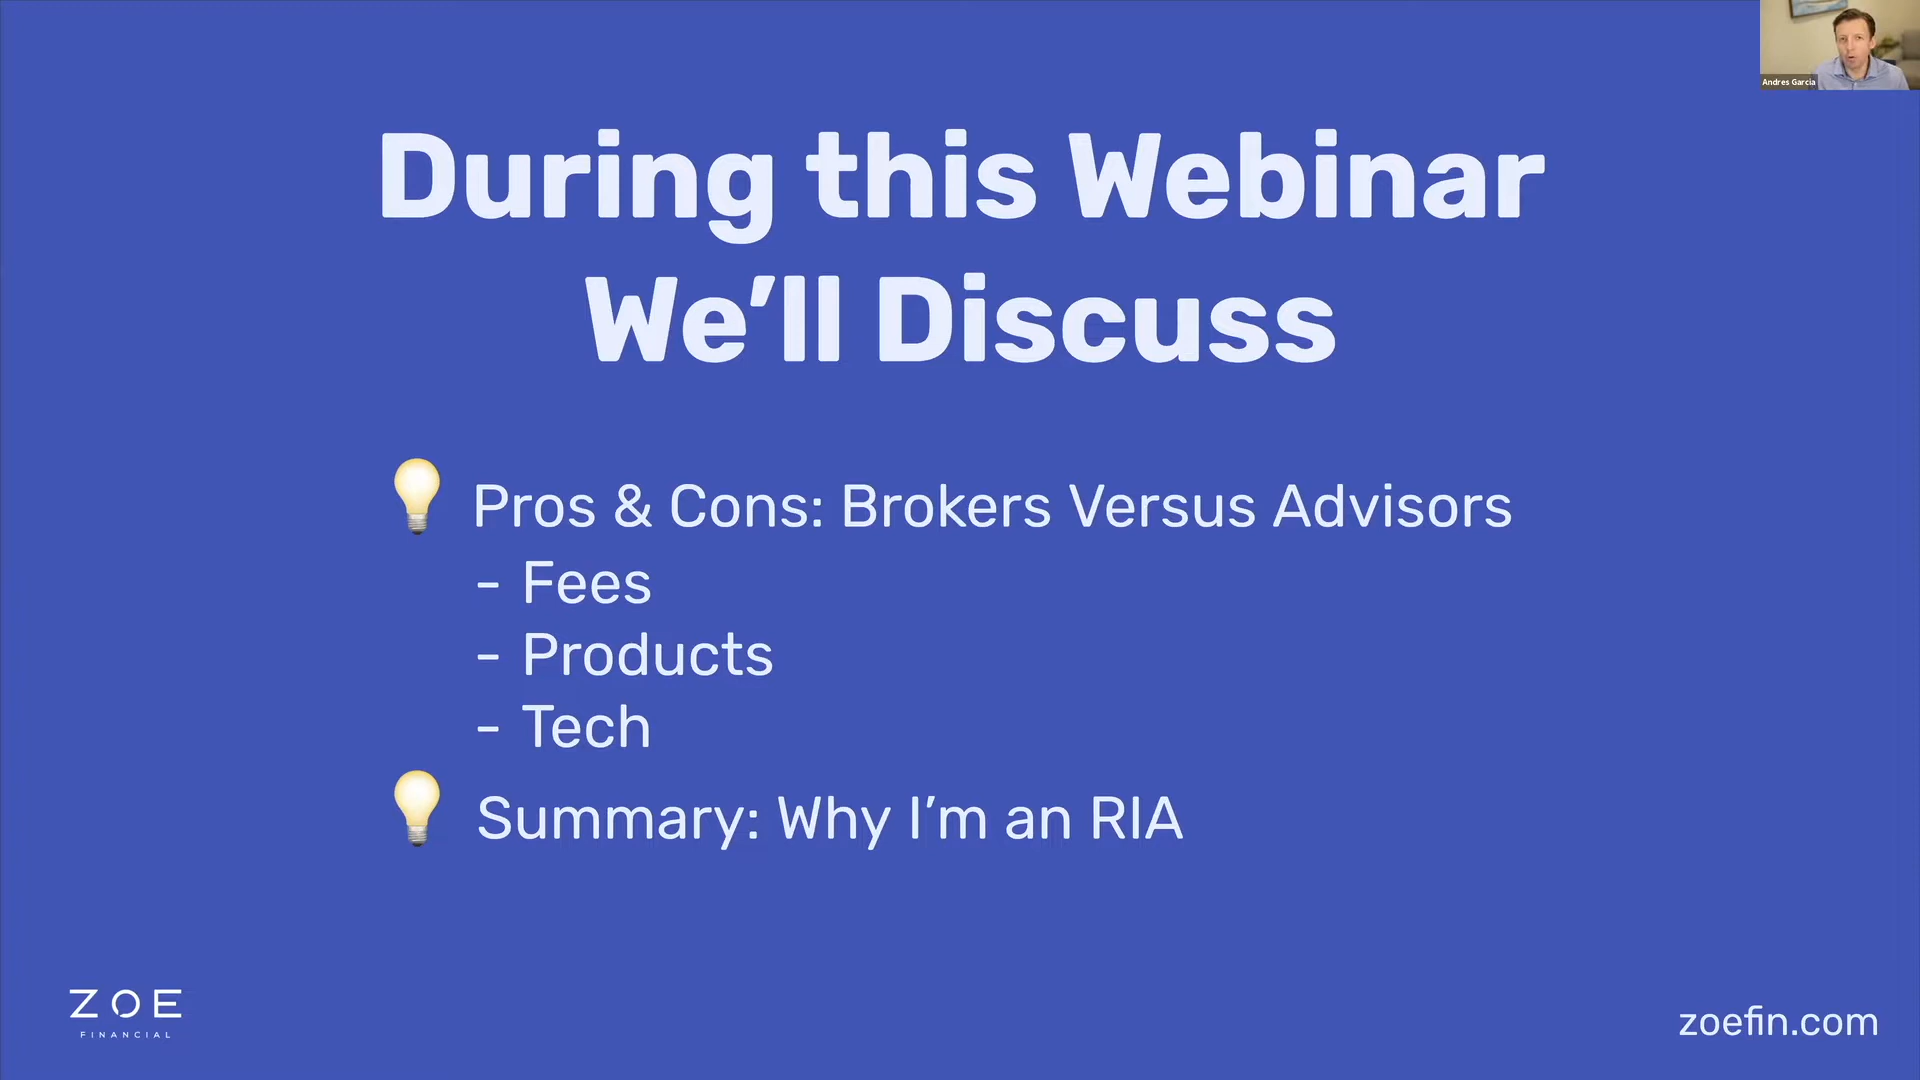 Andres Garcia
During this Webinar
We’ll Discuss
Pros & Cons: Brokers Versus Advisors
- Fees
- Products
- Tech
Summary: Why I’m an RIA
ZOE
FINANCIAL
zoefin.com